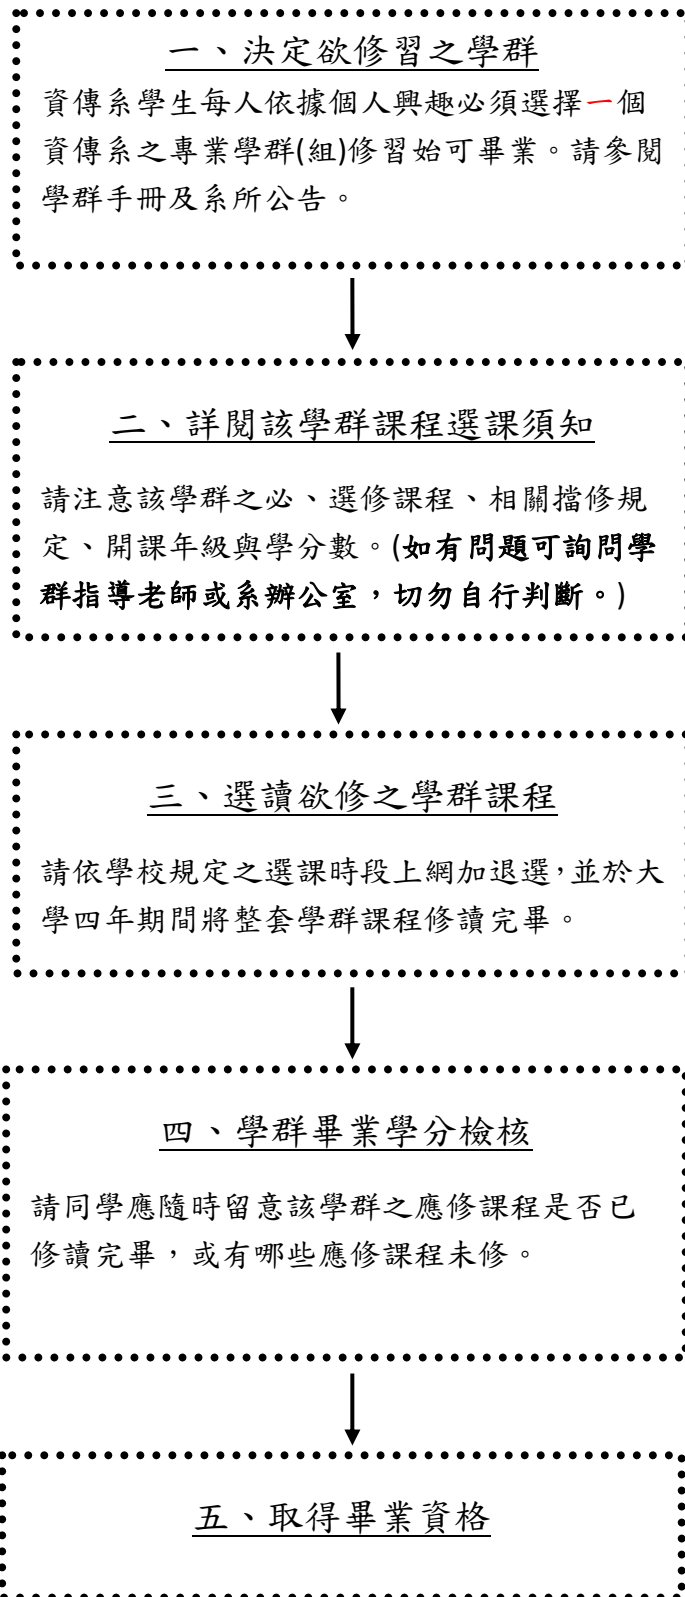 一、決定欲修習之學群
資傳系學生每人依據個人興趣必須選擇一個
資傳系之專業學群(組)修習始可畢業。請參閱
學群手冊及系所公告。
二、詳閱該學群課程選課須知
請注意該學群之必、選修課程、相關擋修規
定、開課年級與學分數。(如有問題可詢問學
群指導老師或系辦公室，切勿自行判斷。)
三、選讀欲修之學群課程
請依學校規定之選課時段上網加退選，並於大
學四年期間將整套學群課程修讀完畢。
四、學群畢業學分檢核
請同學應隨時留意該學群之應修課程是否已
修讀完畢，或有哪些應修課程未修。
五、取得畢業資格